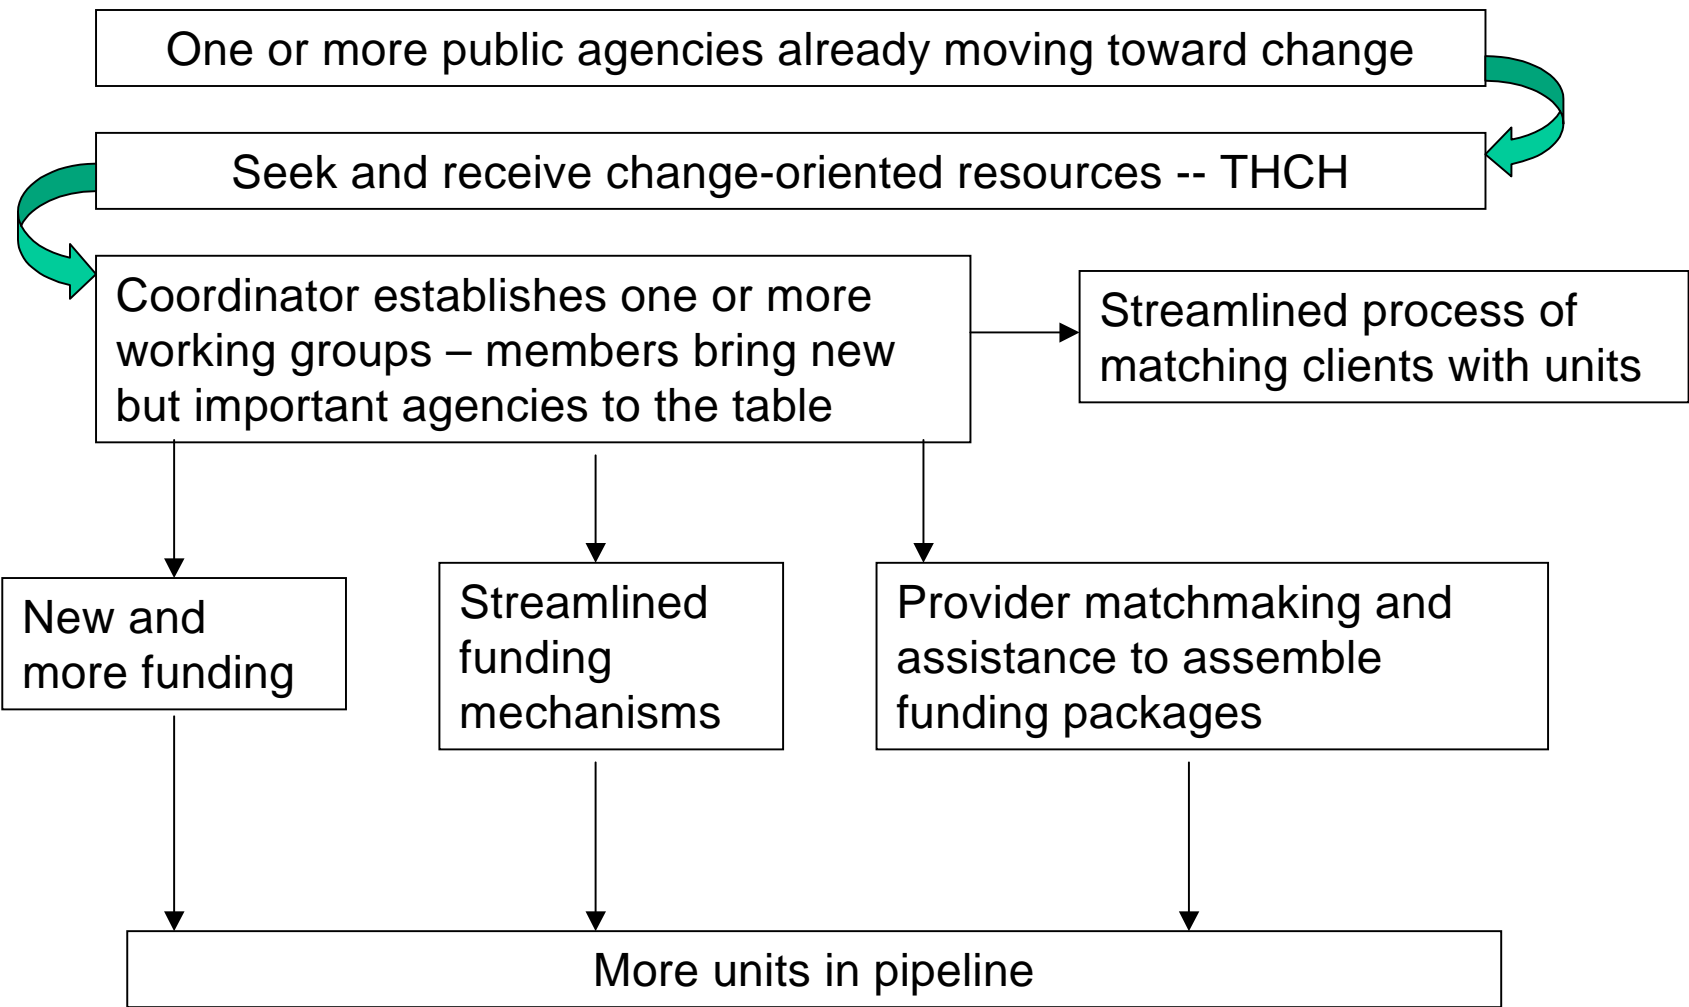 One or more public agencies already moving toward change
Seek and receive change-oriented resources -- THCH
Coordinator establishes one or more
working groups – members bring new
but important agencies to the table
Streamlined process of
matching clients with units
New and
more funding
Streamlined
funding
mechanisms
Provider matchmaking and
assistance to assemble
funding packages
More units in pipeline